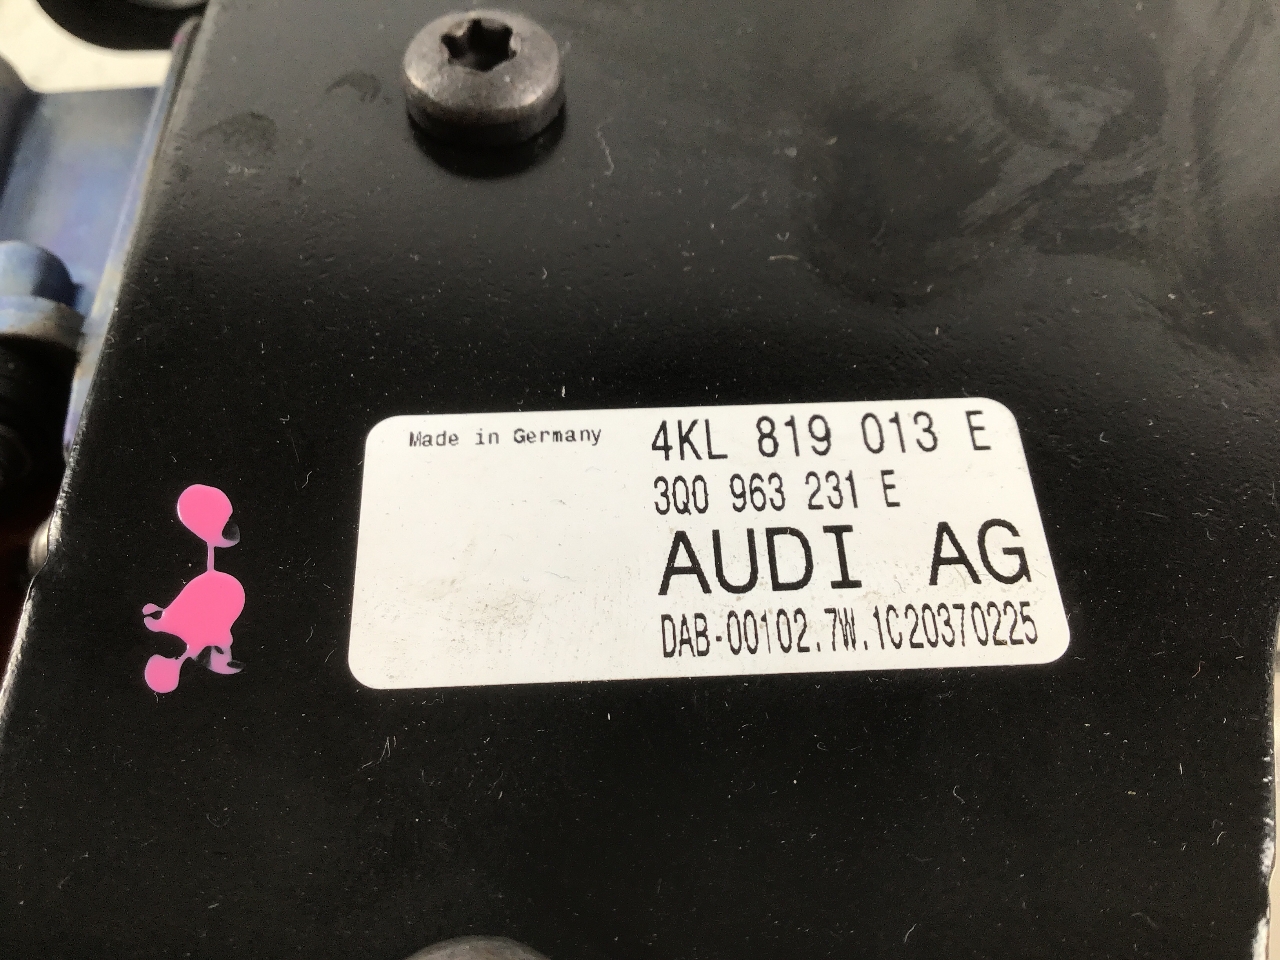 Made in Germany 4KL 819 013 E
3Q0 963 231 E
AUDI AG
DAB-00102.7W.1C20370225